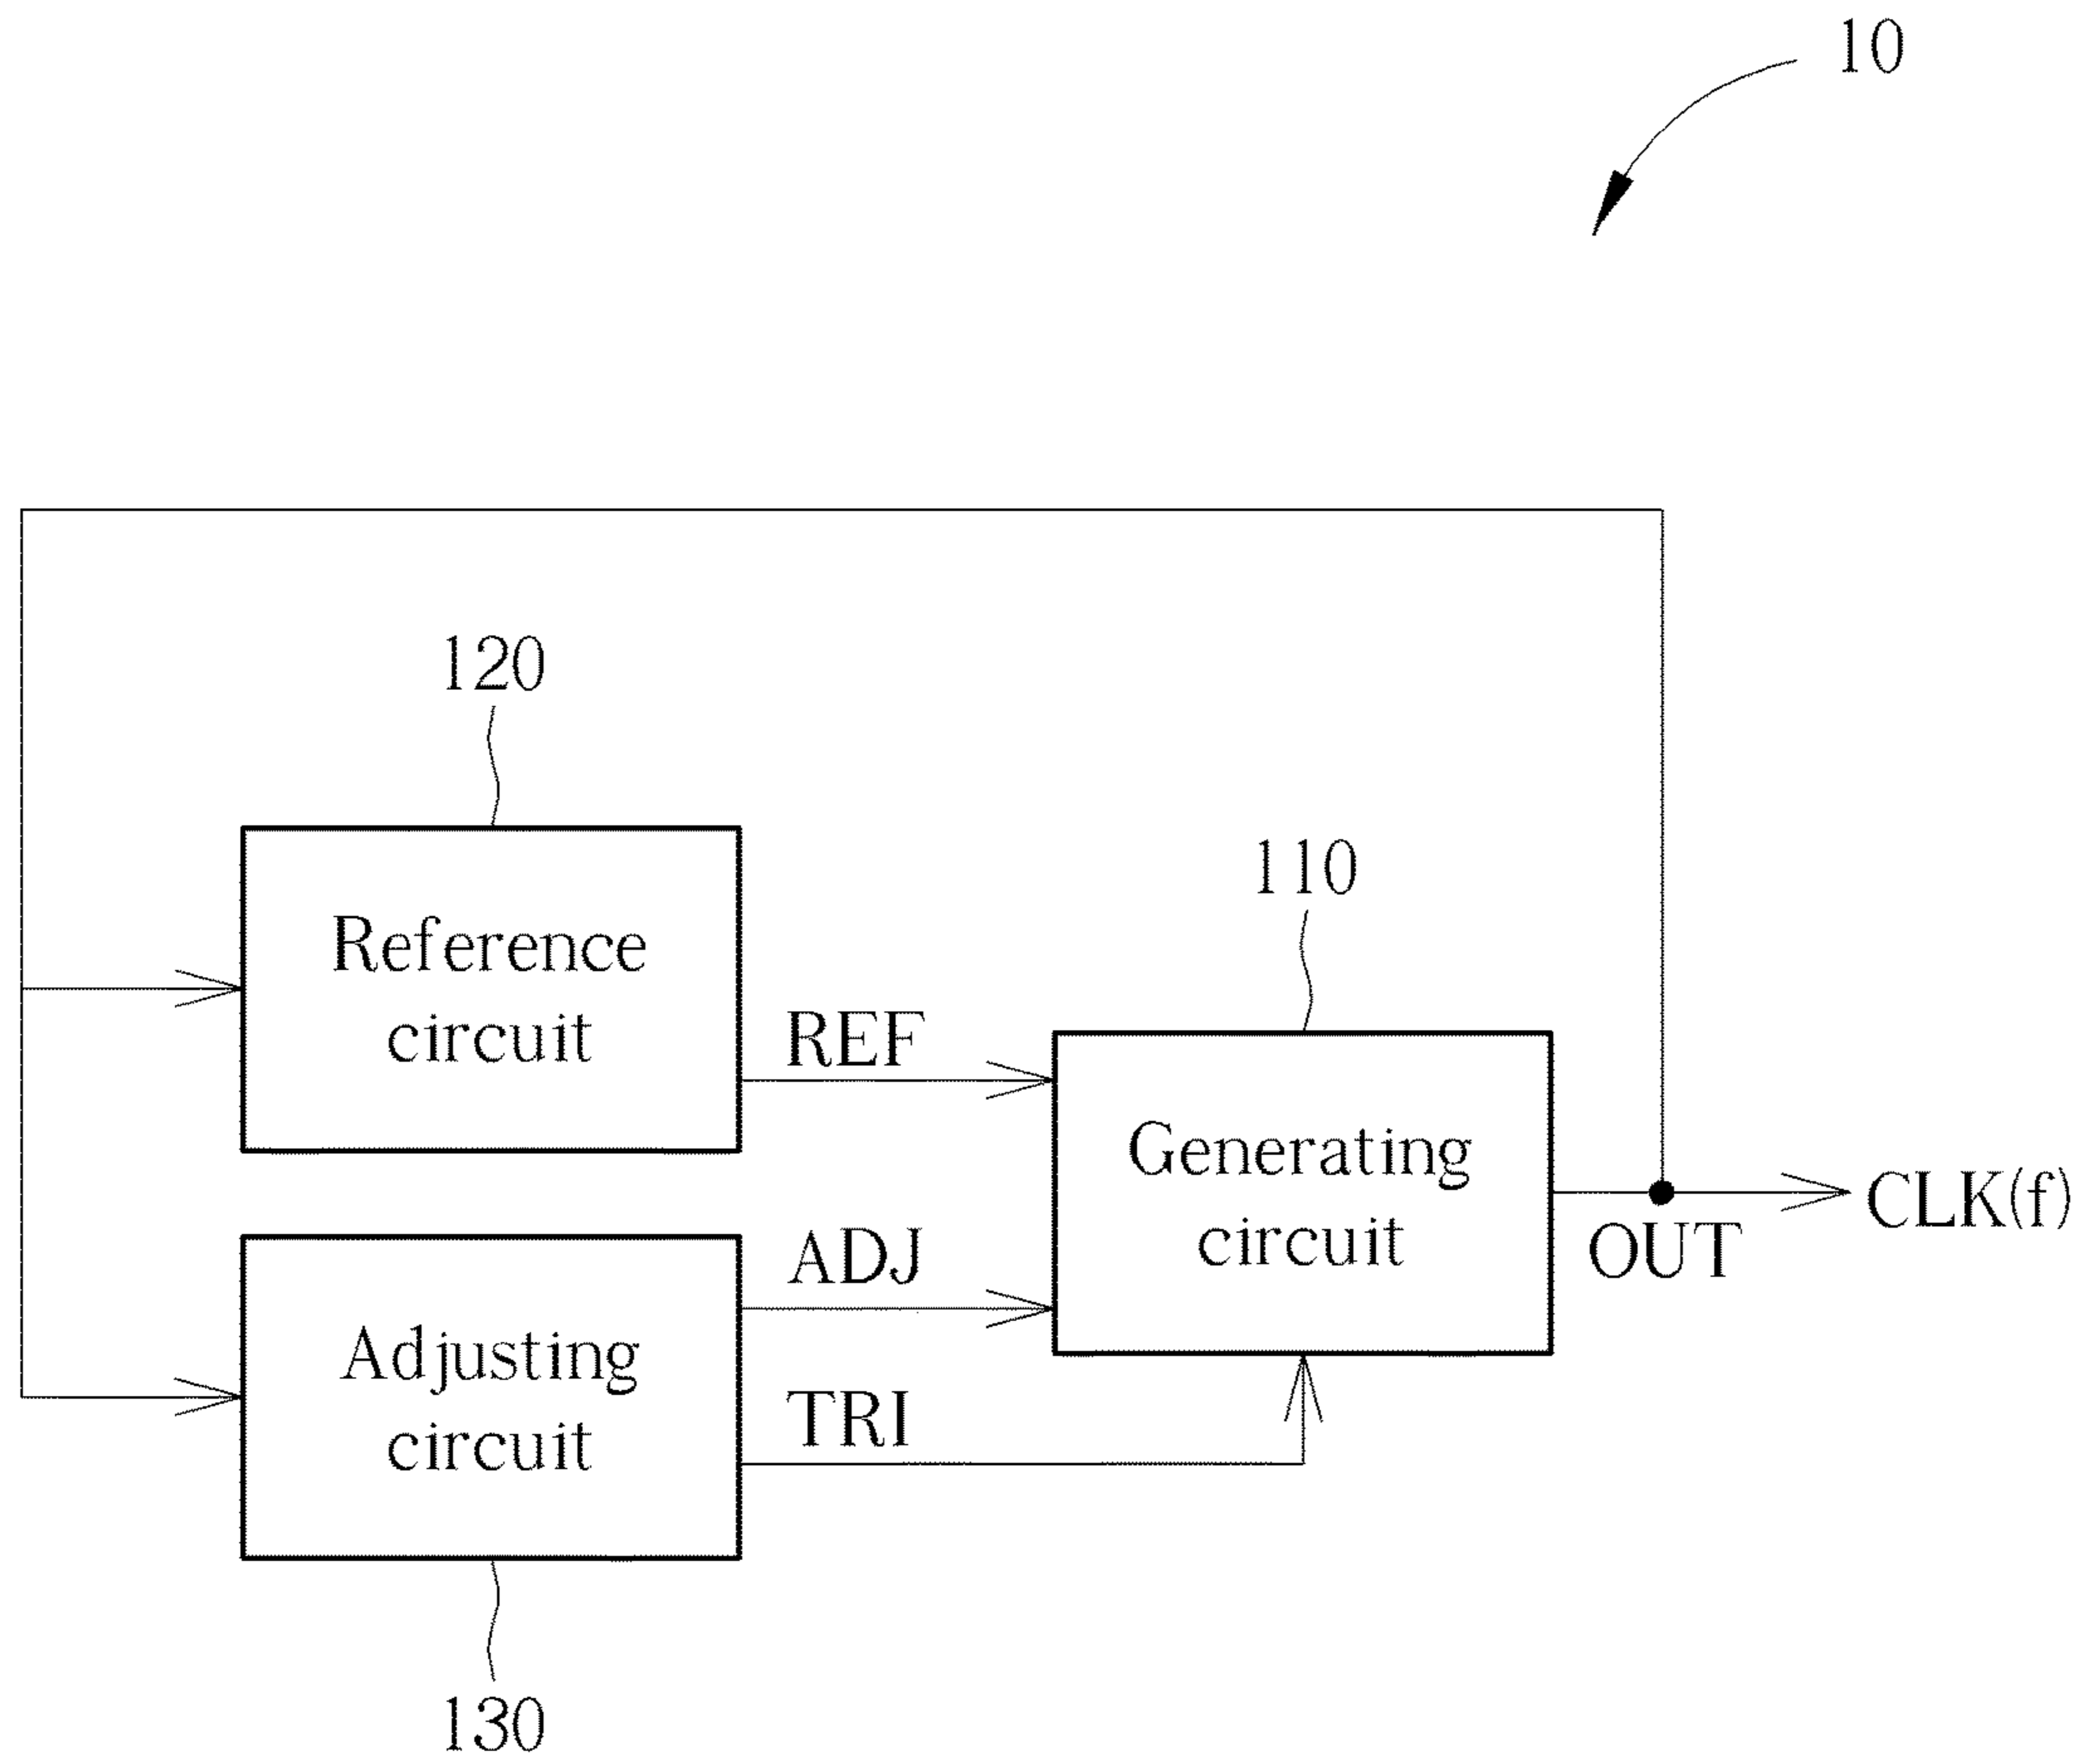 10
120
Reference
circuit
REF
110
Generating
circuit
CLK(f)
OUT
ADJ
Adjusting
circuit
TRI
130